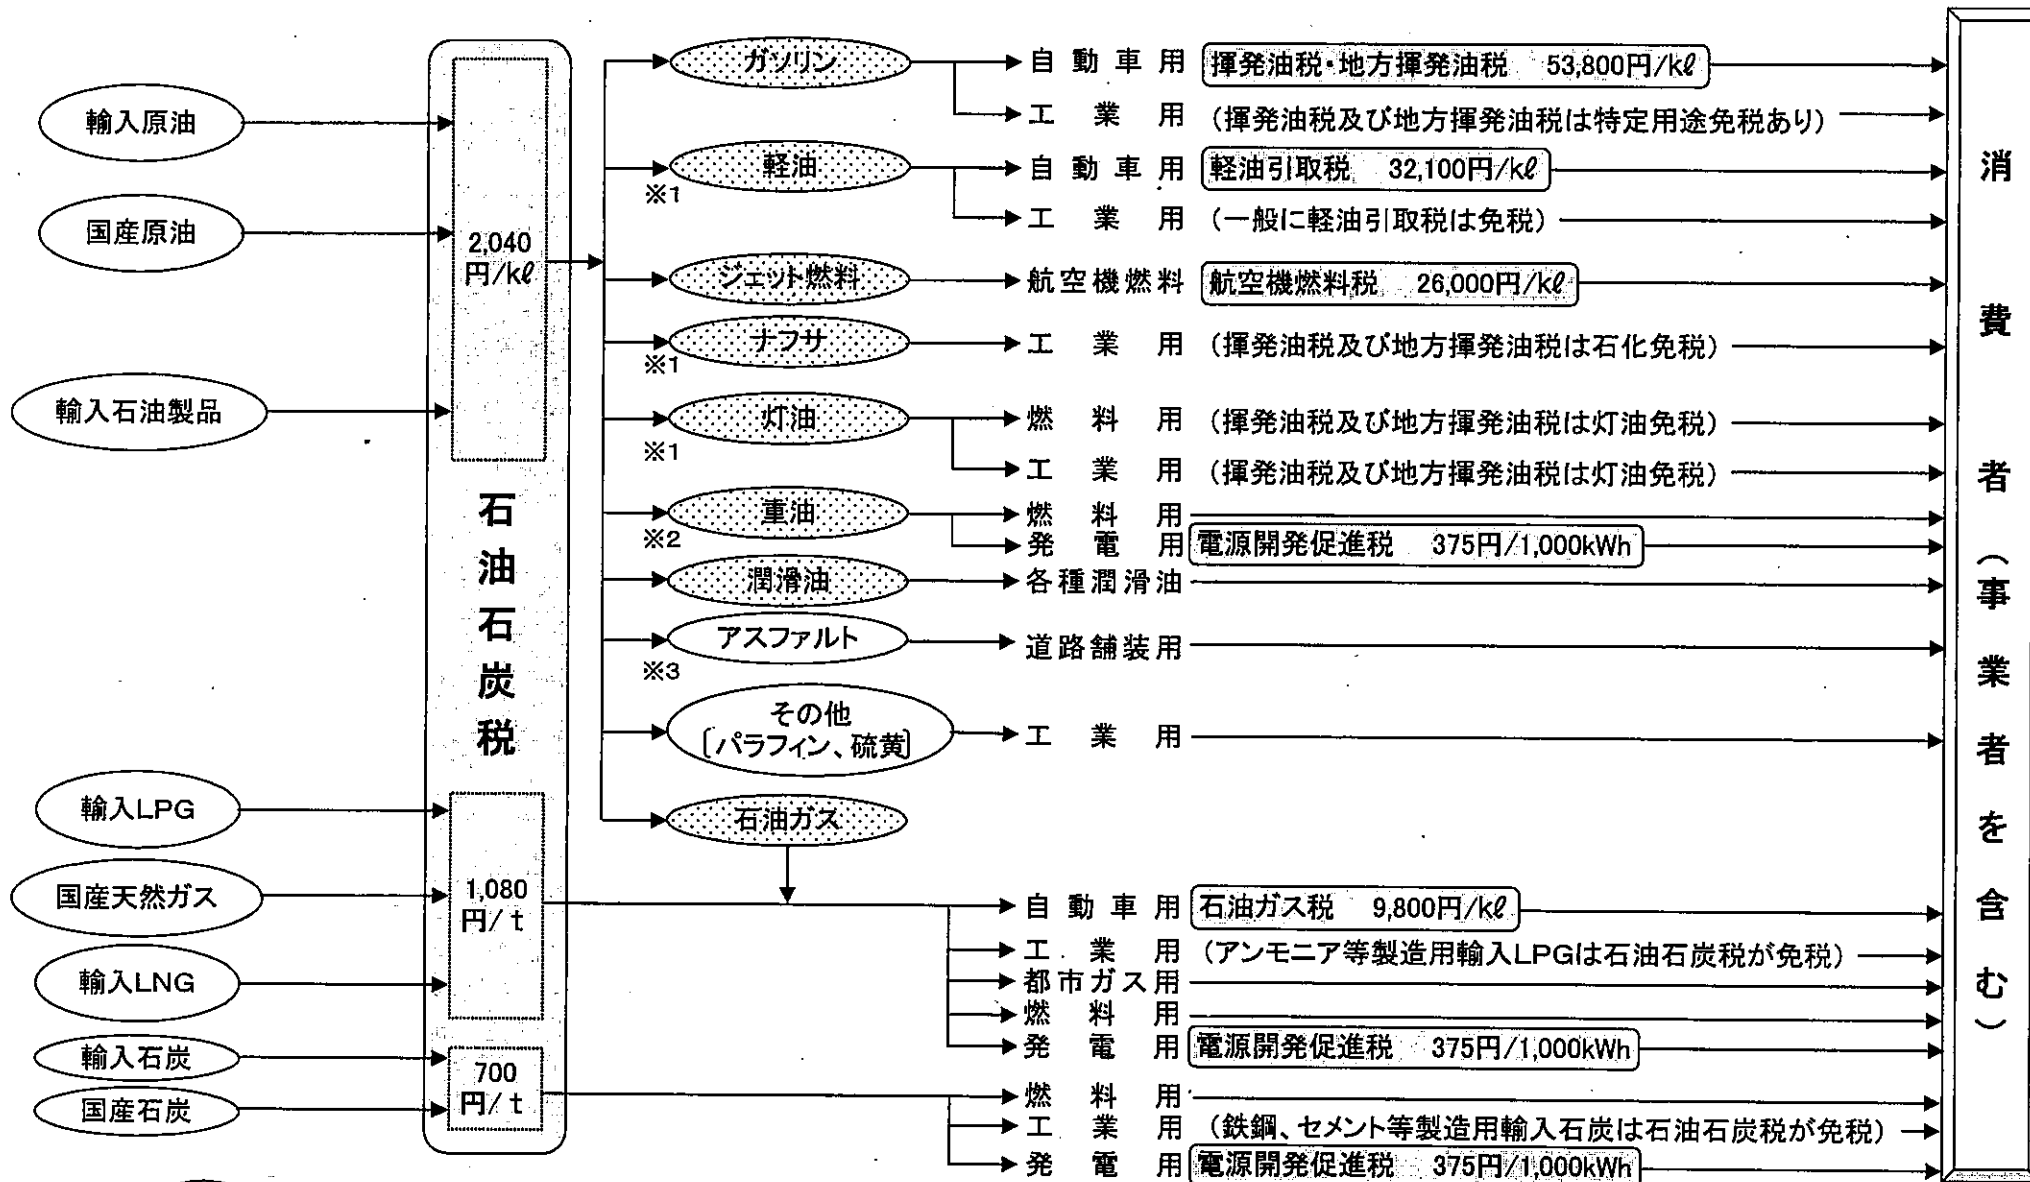 輸入原油
国産原油
輸入石油製品
輸入LPG
国産天然ガス
輸入LNG
輸入石炭
国産石炭
2,040
円/kℓ
石油石炭税
1,080
円/t
700
円/t
ガソリン
自動車用 揮発油税・地方揮発油税 53,800円/kℓ
工業用 (揮発油税及び地方揮発油税は特定用途免税あり)
軽油
※1
自動車用 軽油引取税 32,100円/kℓ
工業用 (一般に軽油引取税は免税)
ジェット燃料
航空機燃料 航空機燃料税 26,000円/kℓ
ナフサ
※1
工業用 (揮発油税及び地方揮発油税は石化免税)
灯油
※1
燃料用 (揮発油税及び地方揮発油税は灯油免税)
工業用 (揮発油税及び地方揮発油税は灯油免税)
重油
※2
燃料用
発電用 電源開発促進税 375円/1,000kWh
潤滑油
各種潤滑油
アスファルト
※3
道路舗装用
その他
〔パラフィン、硫黄〕
工業用
石油ガス
自動車用 石油ガス税 9,800円/kℓ
工業用 (アンモニア等製造用輸入LPGは石油石炭税が免税)
都市ガス用
燃料用
発電用 電源開発促進税 375円/1,000kWh
燃料用
工業用 (鉄鋼、セメント等製造用輸入石炭は石油石炭税が免税)
発電用 電源開発促進税 375円/1,000kWh
消費者(事業者を含む)